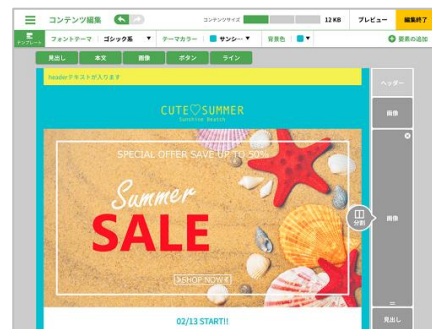 コンテンツ編集
コンテンツサイズ
12 KB
プレビュー
編集終了
テンプレート
フォントテーマ
ゴシック系
テーマカラー
サンシ…
背景色
要素の追加
見出し
本文
画像
ボタン
ライン
headerテキストが入ります
ヘッダー
CUTE♡SUMMER
Sunshine Beach
画像
SPECIAL OFFER SAVE UP TO 50%
Summer
SALE
分割
画像
SHOP NOW
02/13 START!!
見出し